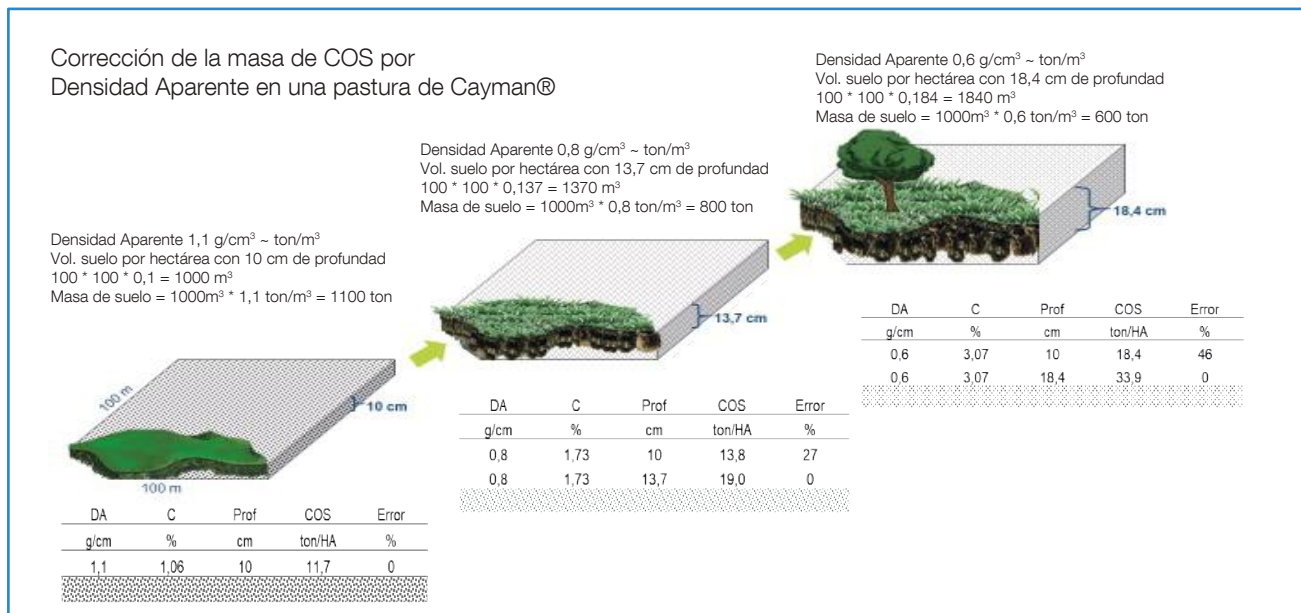 Corrección de la masa de COS por
Densidad Aparente en una pastura de Cayman®
Densidad Aparente 0,6 g/cm³ ~ ton/m³
Vol. suelo por hectárea con 18,4 cm de profundad
100 * 100 * 0,184 = 1840 m³
Masa de suelo = 1000m³ * 0,6 ton/m³ = 600 ton
Densidad Aparente 0,8 g/cm³ ~ ton/m³
Vol. suelo por hectárea con 13,7 cm de profundad
100 * 100 * 0,137 = 1370 m³
Masa de suelo = 1000m³ * 0,8 ton/m³ = 800 ton
Densidad Aparente 1,1 g/cm³ ~ ton/m³
Vol. suelo por hectárea con 10 cm de profundad
100 * 100 * 0,1 = 1000 m³
Masa de suelo = 1000m³ * 1,1 ton/m³ = 1100 ton
18,4 cm
13,7 cm
10 cm
100 m
100 m
DA C Prof COS Error
g/cm % cm ton/HA %
0.6 3,07 10 18,4 46
0.6 3,07 18,4 33,9 0
DA C Prof COS Error
g/cm % cm ton/HA %
0,8 1,73 10 13,8 27
0,8 1,73 13,7 19,0 0
DA C Prof COS Error
g/cm % cm ton/HA %
1,1 1,06 10 11,7 0